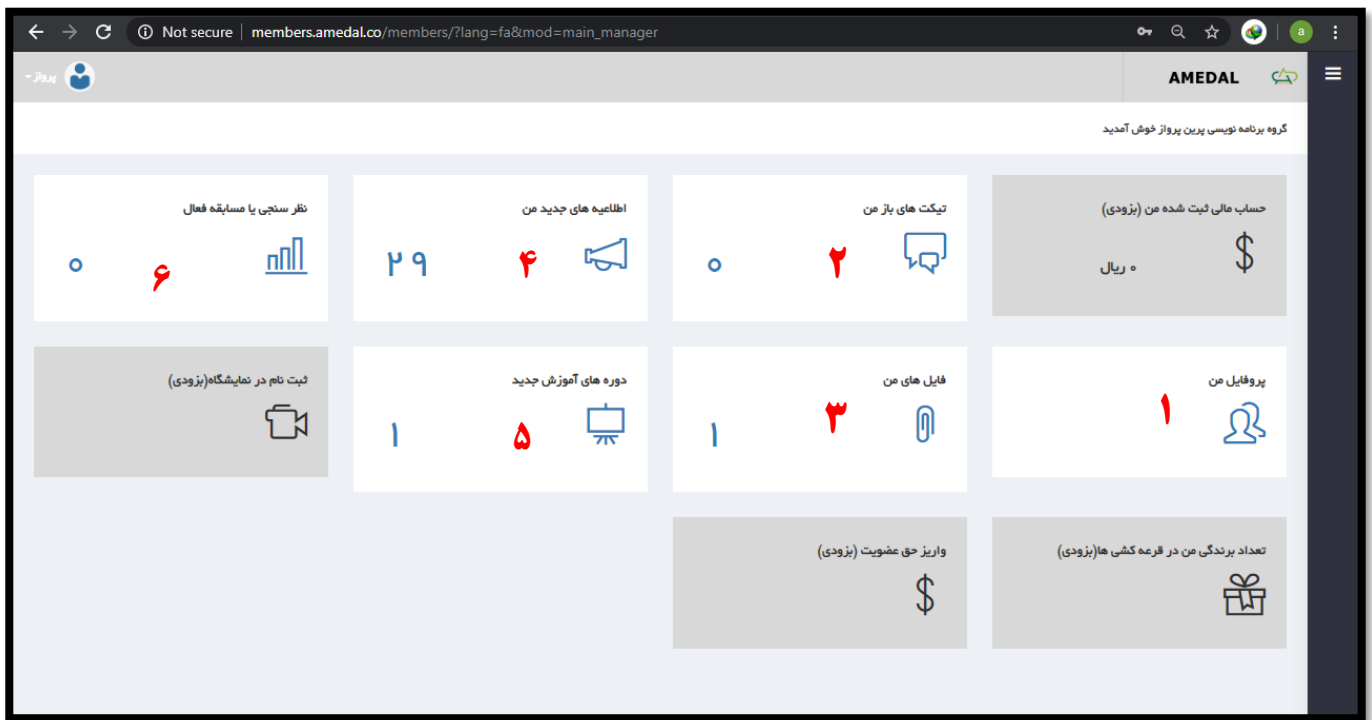 Not secure | members.amedal.co/members/?lang=fa&mod=main_manager
a
AMEDAL
پرواز
گروه برنامه نویسی پرین پرواز خوش آمدید
حساب مالی ثبت شده من (بزودی)
۰ ریال
تیکت های باز من
۲
۰
اطلاعیه های جدید من
۴
۲۹
نظر سنجی یا مسابقه فعال
۶
۰
پروفایل من
۱
فایل های من
۳
۱
دوره های آموزش جدید
۵
۱
ثبت نام در نمایشگاه(بزودی)
تعداد برندگی من در قرعه کشی ها(بزودی)
واریز حق عضویت (بزودی)